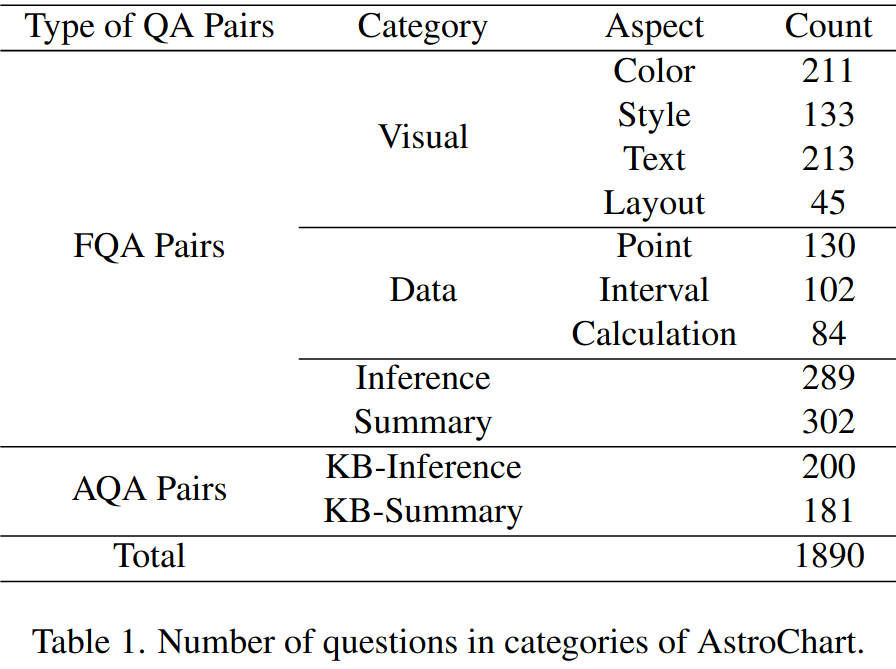 Type of QA Pairs Category Aspect Count
Color 211
Style 133
Visual
Text 213
Layout 45
FQA Pairs
Point 130
Data Interval 102
Calculation 84
Inference 289
Summary 302
KB-Inference 200
AQA Pairs
KB-Summary 181
Total 1890
Table 1. Number of questions in categories of AstroChart.